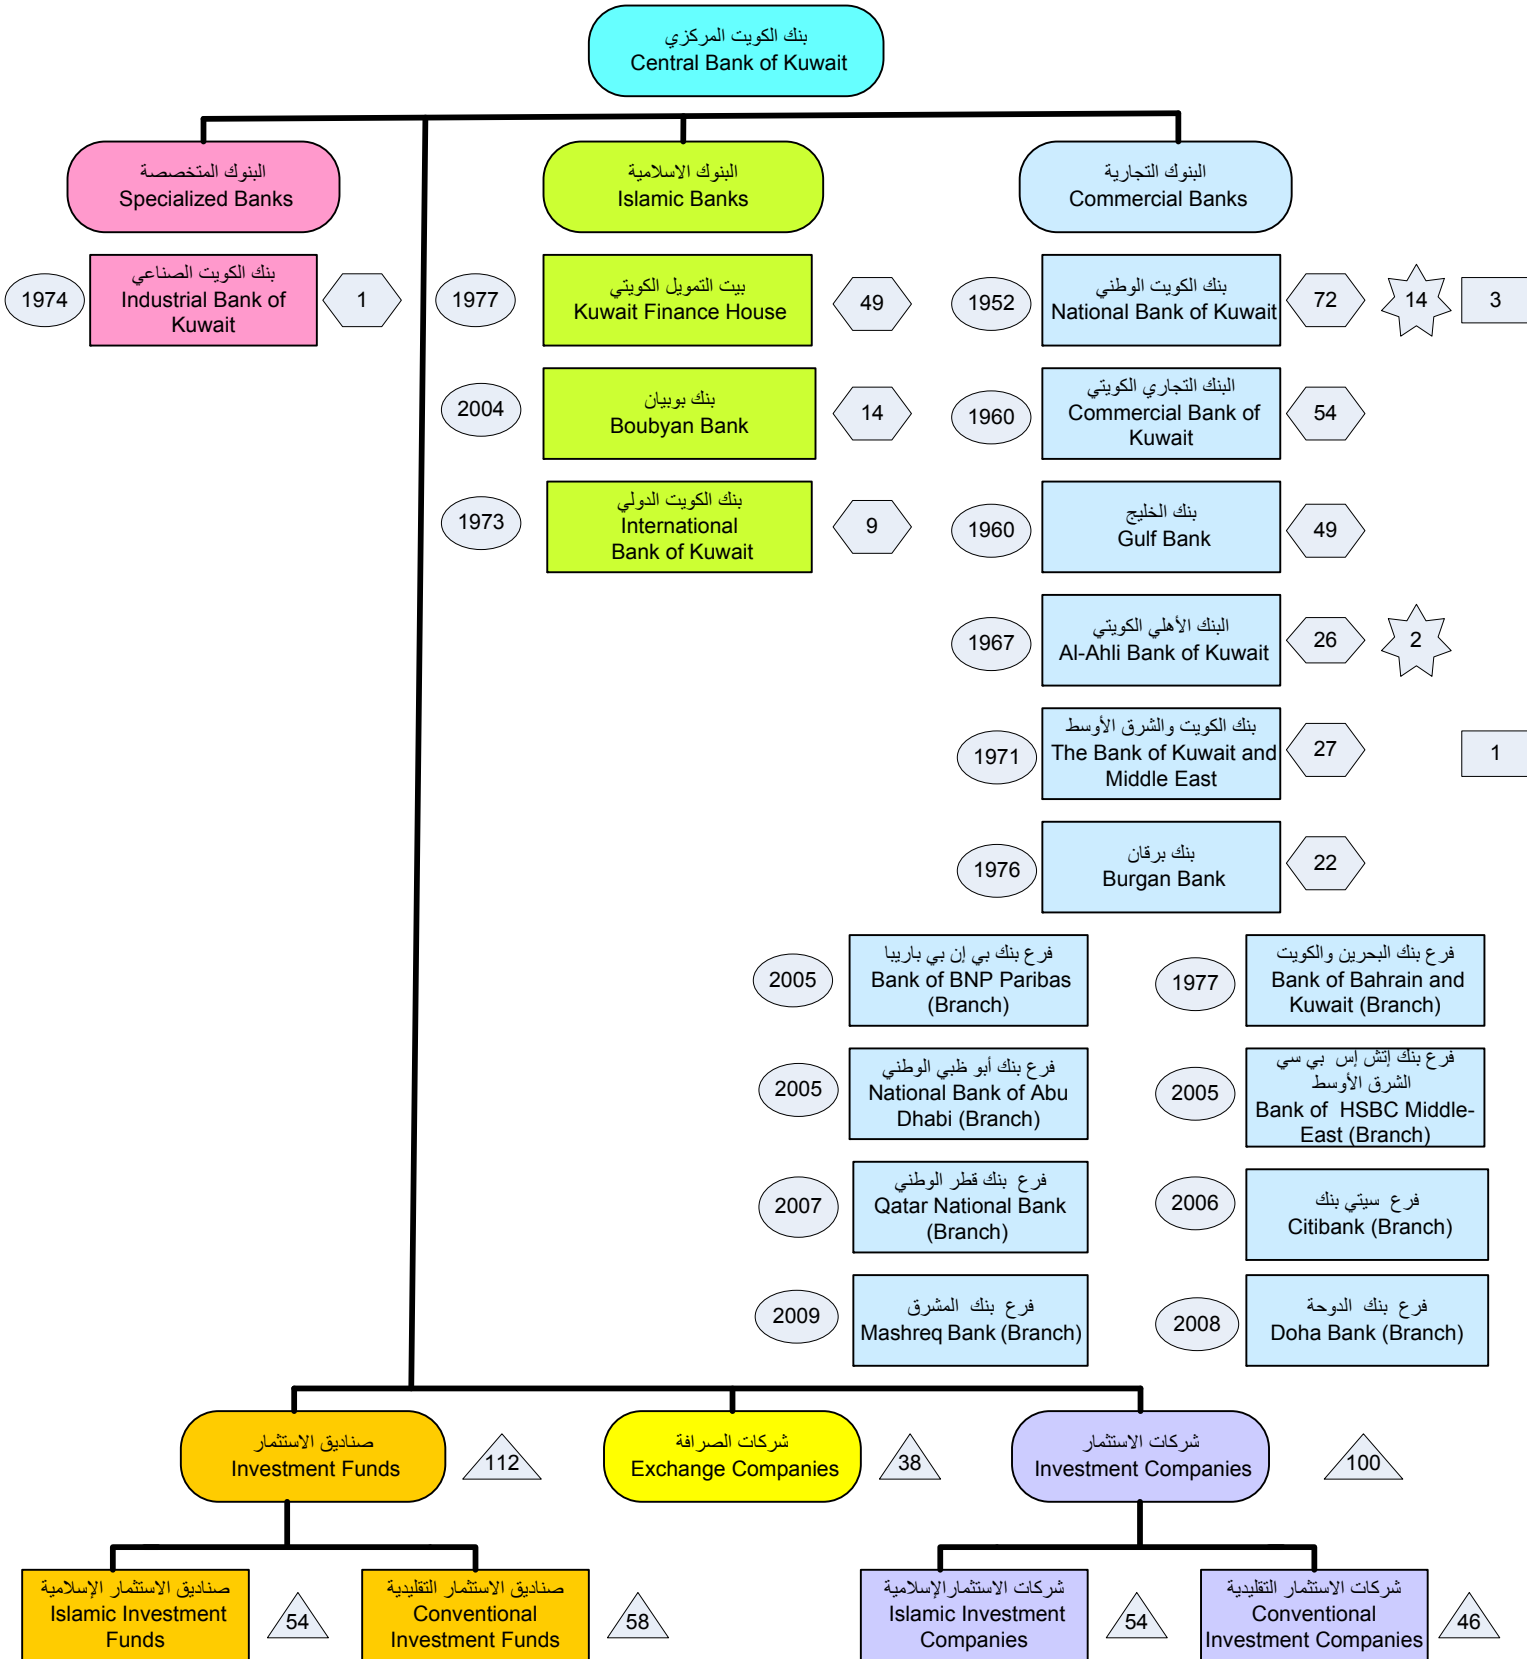 بنك الكويت المركزي
Central Bank of Kuwait
البنوك المتخصصة
Specialized Banks
البنوك الاسلامية
Islamic Banks
البنوك التجارية
Commercial Banks
1974
بنك الكويت الصناعي
Industrial Bank of
Kuwait
1
1977
بيت التمويل الكويتي
Kuwait Finance House
49
1952
بنك الكويت الوطني
National Bank of Kuwait
72
14
3
2004
بنك بوبيان
Boubyan Bank
14
1960
البنك التجاري الكويتي
Commercial Bank of
Kuwait
54
1973
بنك الكويت الدولي
International
Bank of Kuwait
9
1960
بنك الخليج
Gulf Bank
49
1967
البنك الأهلي الكويتي
Al-Ahli Bank of Kuwait
26
2
1971
بنك الكويت والشرق الأوسط
The Bank of Kuwait and
Middle East
27
1
1976
بنك برقان
Burgan Bank
22
2005
فرع بنك بي إن بي باريبا
Bank of BNP Paribas
(Branch)
1977
فرع بنك البحرين والكويت
Bank of Bahrain and
Kuwait (Branch)
2005
فرع بنك أبو ظبي الوطني
National Bank of Abu
Dhabi (Branch)
2005
فرع بنك إتش إس بي سي
الشرق الأوسط
Bank of HSBC Middle-
East (Branch)
2007
فرع بنك قطر الوطني
Qatar National Bank
(Branch)
2006
فرع سيتي بنك
Citibank (Branch)
2009
فرع بنك المشرق
Mashreq Bank (Branch)
2008
فرع بنك الدوحة
Doha Bank (Branch)
صناديق الاستثمار
Investment Funds
112
شركات الصرافة
Exchange Companies
38
شركات الاستثمار
Investment Companies
100
صناديق الاستثمار الإسلامية
Islamic Investment
Funds
54
صناديق الاستثمار التقليدية
Conventional
Investment Funds
58
شركات الاستثمار الإسلامية
Islamic Investment
Companies
54
شركات الاستثمار التقليدية
Conventional
Investment Companies
46